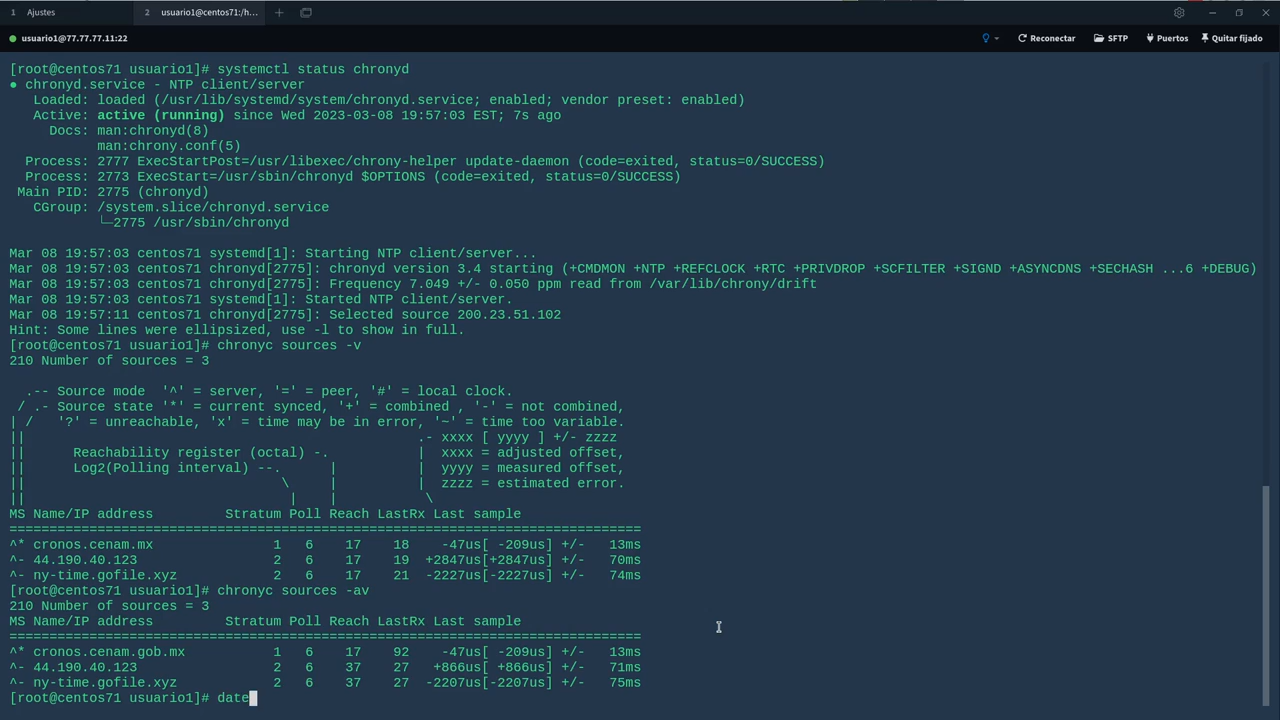 1 Ajustes 2 usuario1@centos71:/h...
usuario1@77.77.77.11:22 Reconectar SFTP Puertos Quitar fijado
[root@centos71 usuario1]# systemctl status chronyd
● chronyd.service - NTP client/server
   Loaded: loaded (/usr/lib/systemd/system/chronyd.service; enabled; vendor preset: enabled)
   Active: active (running) since Wed 2023-03-08 19:57:03 EST; 7s ago
     Docs: man:chronyd(8)
           man:chrony.conf(5)
  Process: 2777 ExecStartPost=/usr/libexec/chrony-helper update-daemon (code=exited, status=0/SUCCESS)
  Process: 2773 ExecStart=/usr/sbin/chronyd $OPTIONS (code=exited, status=0/SUCCESS)
 Main PID: 2775 (chronyd)
   CGroup: /system.slice/chronyd.service
           └─2775 /usr/sbin/chronyd
Mar 08 19:57:03 centos71 systemd[1]: Starting NTP client/server...
Mar 08 19:57:03 centos71 chronyd[2775]: chronyd version 3.4 starting (+CMDMON +NTP +REFCLOCK +RTC +PRIVDROP +SCFILTER +SIGND +ASYNCDNS +SECHASH ...6 +DEBUG)
Mar 08 19:57:03 centos71 chronyd[2775]: Frequency 7.049 +/- 0.050 ppm read from /var/lib/chrony/drift
Mar 08 19:57:03 centos71 systemd[1]: Started NTP client/server.
Mar 08 19:57:11 centos71 chronyd[2775]: Selected source 200.23.51.102
Hint: Some lines were ellipsized, use -l to show in full.
[root@centos71 usuario1]# chronyc sources -v
210 Number of sources = 3
  .-- Source mode  '^' = server, '=' = peer, '#' = local clock.
 / .- Source state '*' = current synced, '+' = combined , '-' = not combined,
| /   '?' = unreachable, 'x' = time may be in error, '~' = time too variable.
||                                                 .- xxxx [ yyyy ] +/- zzzz
||      Reachability register (octal) -.           |  xxxx = adjusted offset,
||      Log2(Polling interval) --.      |          |  yyyy = measured offset,
||                                \     |          |  zzzz = estimated error.
||                                 |    |           \
MS Name/IP address         Stratum Poll Reach LastRx Last sample
===============================================================================
^* cronos.cenam.mx               1   6    17    18    -47us[ -209us] +/-   13ms
^- 44.190.40.123                 2   6    17    19  +2847us[+2847us] +/-   70ms
^- ny-time.gofile.xyz            2   6    17    21  -2227us[-2227us] +/-   74ms
[root@centos71 usuario1]# chronyc sources -av
210 Number of sources = 3
MS Name/IP address         Stratum Poll Reach LastRx Last sample
===============================================================================
^* cronos.cenam.gob.mx           1   6    17    92    -47us[ -209us] +/-   13ms
^- 44.190.40.123                 2   6    37    27   +866us[ +866us] +/-   71ms
^- ny-time.gofile.xyz            2   6    37    27  -2207us[-2207us] +/-   75ms
[root@centos71 usuario1]# date